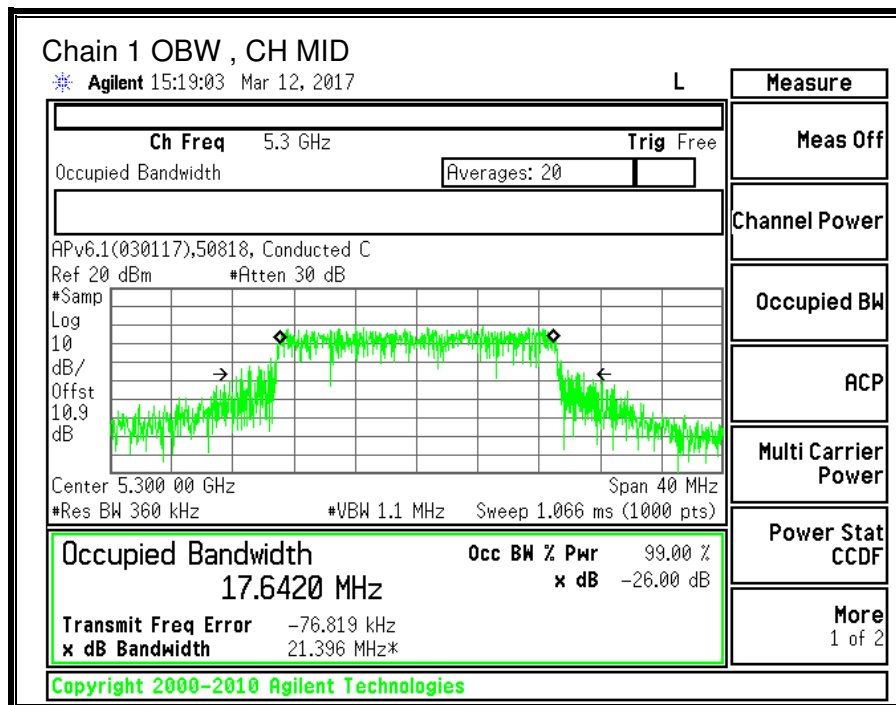 Chain 1 OBW , CH MID
Agilent 15:19:03 Mar 12, 2017 L
Measure
Ch Freq 5.3 GHz Trig Free
Occupied Bandwidth Averages: 20
APv6.1(030117),50818, Conducted C
Ref 20 dBm #Atten 30 dB
#Samp
Log
10
dB/
Offst
10.9
dB
Center 5.300 00 GHz Span 40 MHz
#Res BW 360 kHz #VBW 1.1 MHz Sweep 1.066 ms (1000 pts)
Occupied Bandwidth Occ BW % Pwr 99.00 %
17.6420 MHz x dB -26.00 dB
Transmit Freq Error -76.819 kHz
x dB Bandwidth 21.396 MHz*
Meas Off
Channel Power
Occupied BW
ACP
Multi Carrier
Power
Power Stat
CCDF
More
1 of 2
Copyright 2000-2010 Agilent Technologies